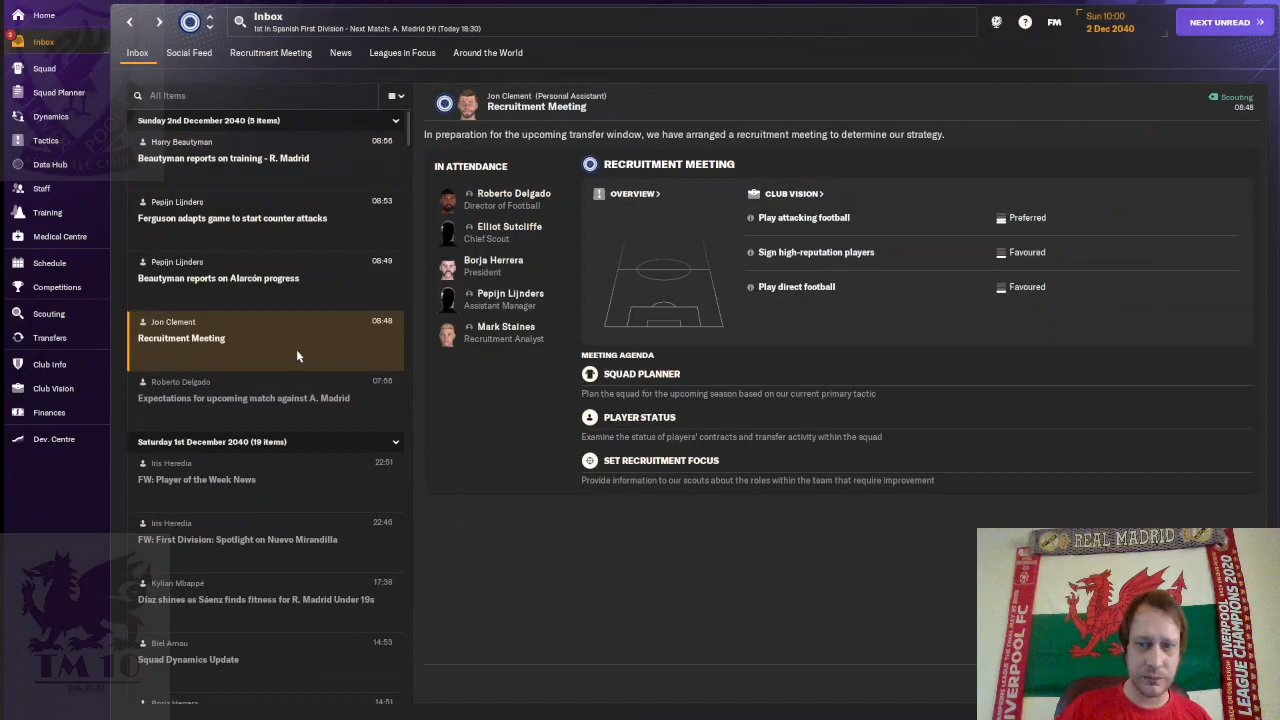 Home
Inbox
Squad
Squad Planner
Dynamics
Tactics
Data Hub
Staff
Training
Medical Centre
Schedule
Competitions
Scouting
Transfers
Club Info
Club Vision
Finances
Dev. Centre
Inbox
1st in Spanish First Division - Next Match: A. Madrid (H) (Today 18:30)
FM
Sun 10:00
2 Dec 2040
NEXT UNREAD
Inbox Social Feed Recruitment Meeting News Leagues in Focus Around the World
All Items
Sunday 2nd December 2040 (5 Items)
Harry Beautyman 08:56
Beautyman reports on training - R. Madrid
Pepijn Lijnders 08:53
Ferguson adapts game to start counter attacks
Pepijn Lijnders 08:49
Beautyman reports on Alarcón progress
Jon Clement 08:48
Recruitment Meeting
Roberto Delgado 07:56
Expectations for upcoming match against A. Madrid
Saturday 1st December 2040 (19 items)
Iris Heredia 22:51
FW: Player of the Week News
Iris Heredia 22:46
FW: First Division: Spotlight on Nuevo Mirandilla
Kylian Mbappé 17:38
Díaz shines as Sáenz finds fitness for R. Madrid Under 19s
Biel Arnau 14:53
Squad Dynamics Update
Borja Herrera 14:51
Jon Clement (Personal Assistant)
Recruitment Meeting
Scouting
08:48
In preparation for the upcoming transfer window, we have arranged a recruitment meeting to determine our strategy.
IN ATTENDANCE
Roberto Delgado
Director of Football
Elliot Sutcliffe
Chief Scout
Borja Herrera
President
Pepijn Lijnders
Assistant Manager
Mark Staines
Recruitment Analyst
RECRUITMENT MEETING
OVERVIEW
CLUB VISION
Play attacking football Preferred
Sign high-reputation players Favoured
Play direct football Favoured
MEETING AGENDA
SQUAD PLANNER
Plan the squad for the upcoming season based on our current primary tactic
PLAYER STATUS
Examine the status of players' contracts and transfer activity within the squad
SET RECRUITMENT FOCUS
Provide information to our scouts about the roles within the team that require improvement
TM 10
REAL MADRID
LIVERPOOL FC
LIVERPOOL
LEAGUE CHAMPIONS 2020